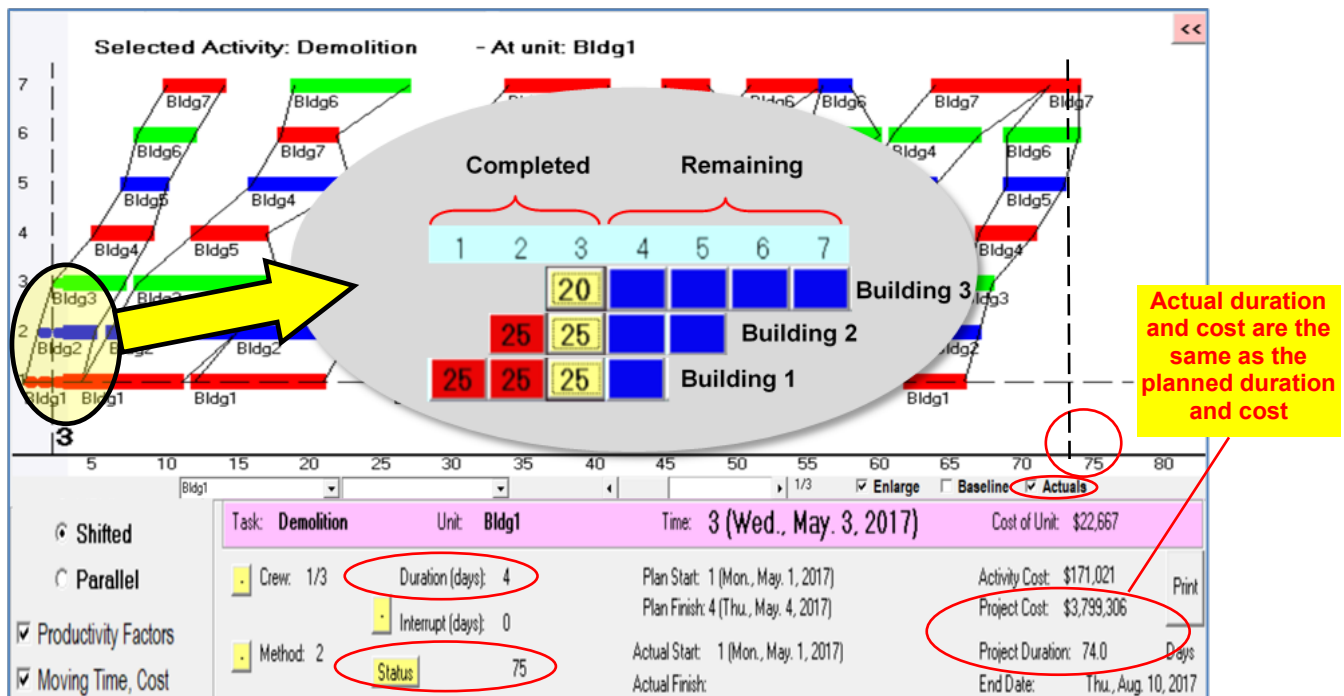 <<
Selected Activity: Demolition - At unit: Bldg1
7
Bldg7
Bldg6
Bldg6
Bldg6
Bldg7
Bldg7
6
Bldg6
Bldg7
Bldg4
Bldg6
5
Bldg5
Bldg4
Bldg5
4
Bldg4
Bldg5
Bldg4
3
Bldg3
2
Bldg2
Bldg2
Bldg2
Bldg1
Bldg1
Bldg1
Bldg1
Completed Remaining
1 2 3 4 5 6 7
20 Building 3
25 25 Building 2
25 25 25 Building 1
Actual duration
and cost are the
same as the
planned duration
and cost
3
5 10 15 20 25 30 35 40 45 50 55 60 65 70 75 80
Bldg1 1/3 Enlarge Baseline Actuals
Shifted
Parallel
Productivity Factors
Moving Time, Cost
Task: Demolition Unit: Bldg1 Time: 3 (Wed., May. 3, 2017) Cost of Unit: $22,667
Crew: 1/3 Duration (days): 4 Plan Start: 1 (Mon., May. 1, 2017) Activity Cost: $171,021 Print
Interrupt (days): 0 Plan Finish: 4 (Thu., May. 4, 2017) Project Cost: $3,799,306
Method: 2 Status 75 Actual Start: 1 (Mon., May. 1, 2017) Project Duration: 74.0 Days
Actual Finish: End Date: Thu., Aug. 10, 2017